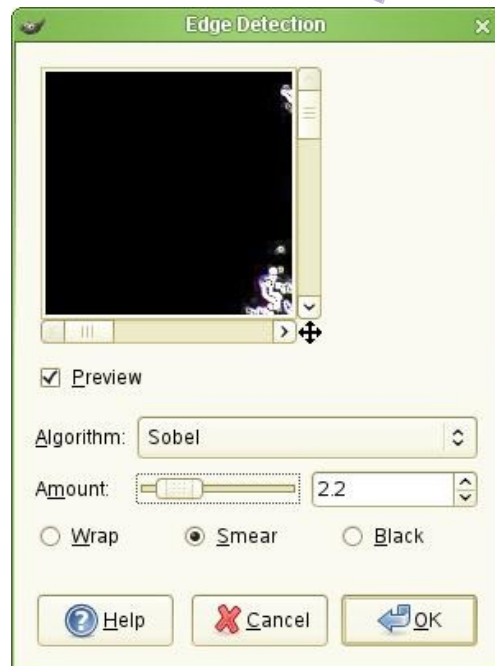 Edge Detection
Preview
Algorithm: Sobel
Amount: 2.2
Wrap Smear Black
Help Cancel OK